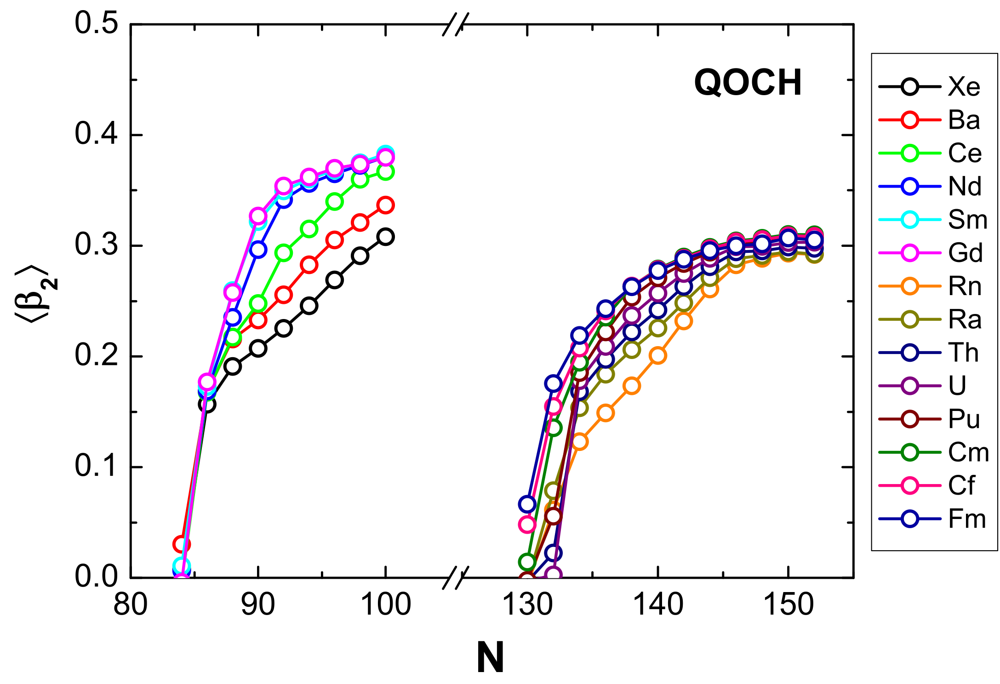 0.5
0.4
0.3
0.2
0.1
0.0
⟨β2⟩
QOCH
80 90 100 130 140 150
N
Xe
Ba
Ce
Nd
Sm
Gd
Rn
Ra
Th
U
Pu
Cm
Cf
Fm